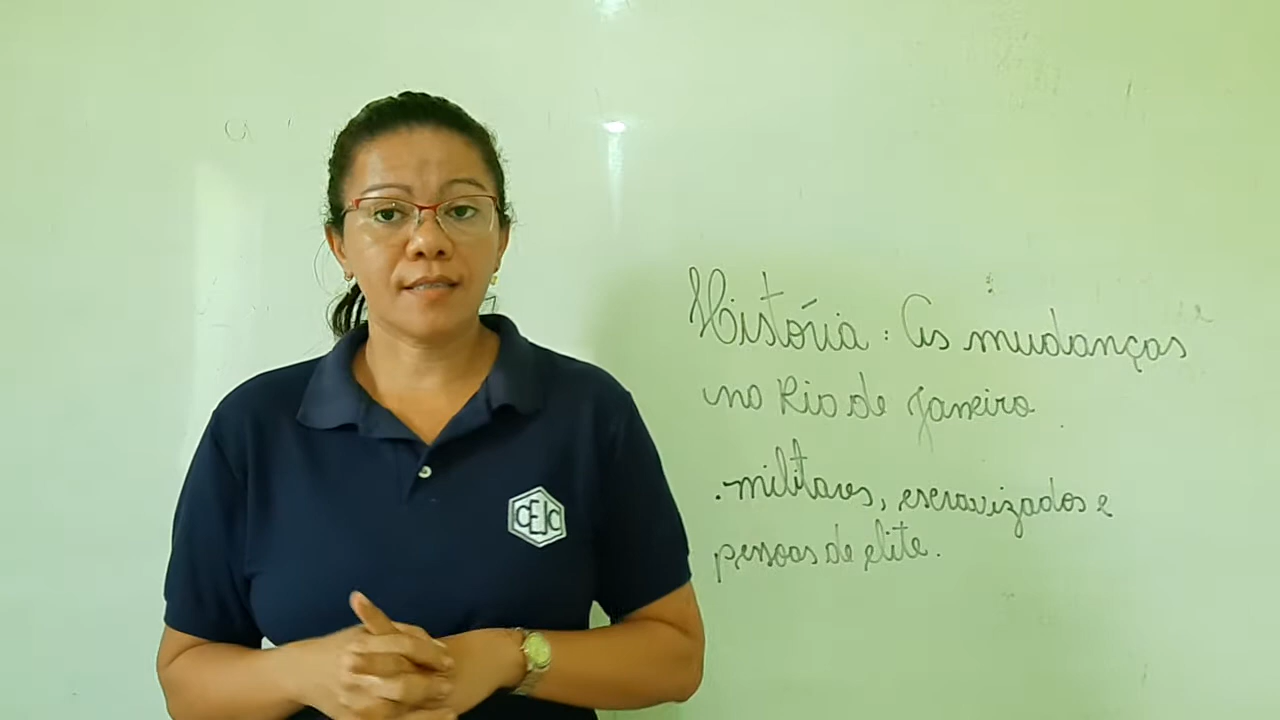 História: As mudanças
no Rio de Janeiro.
. militares, escravizados e
pessoas de elite.
CEJC